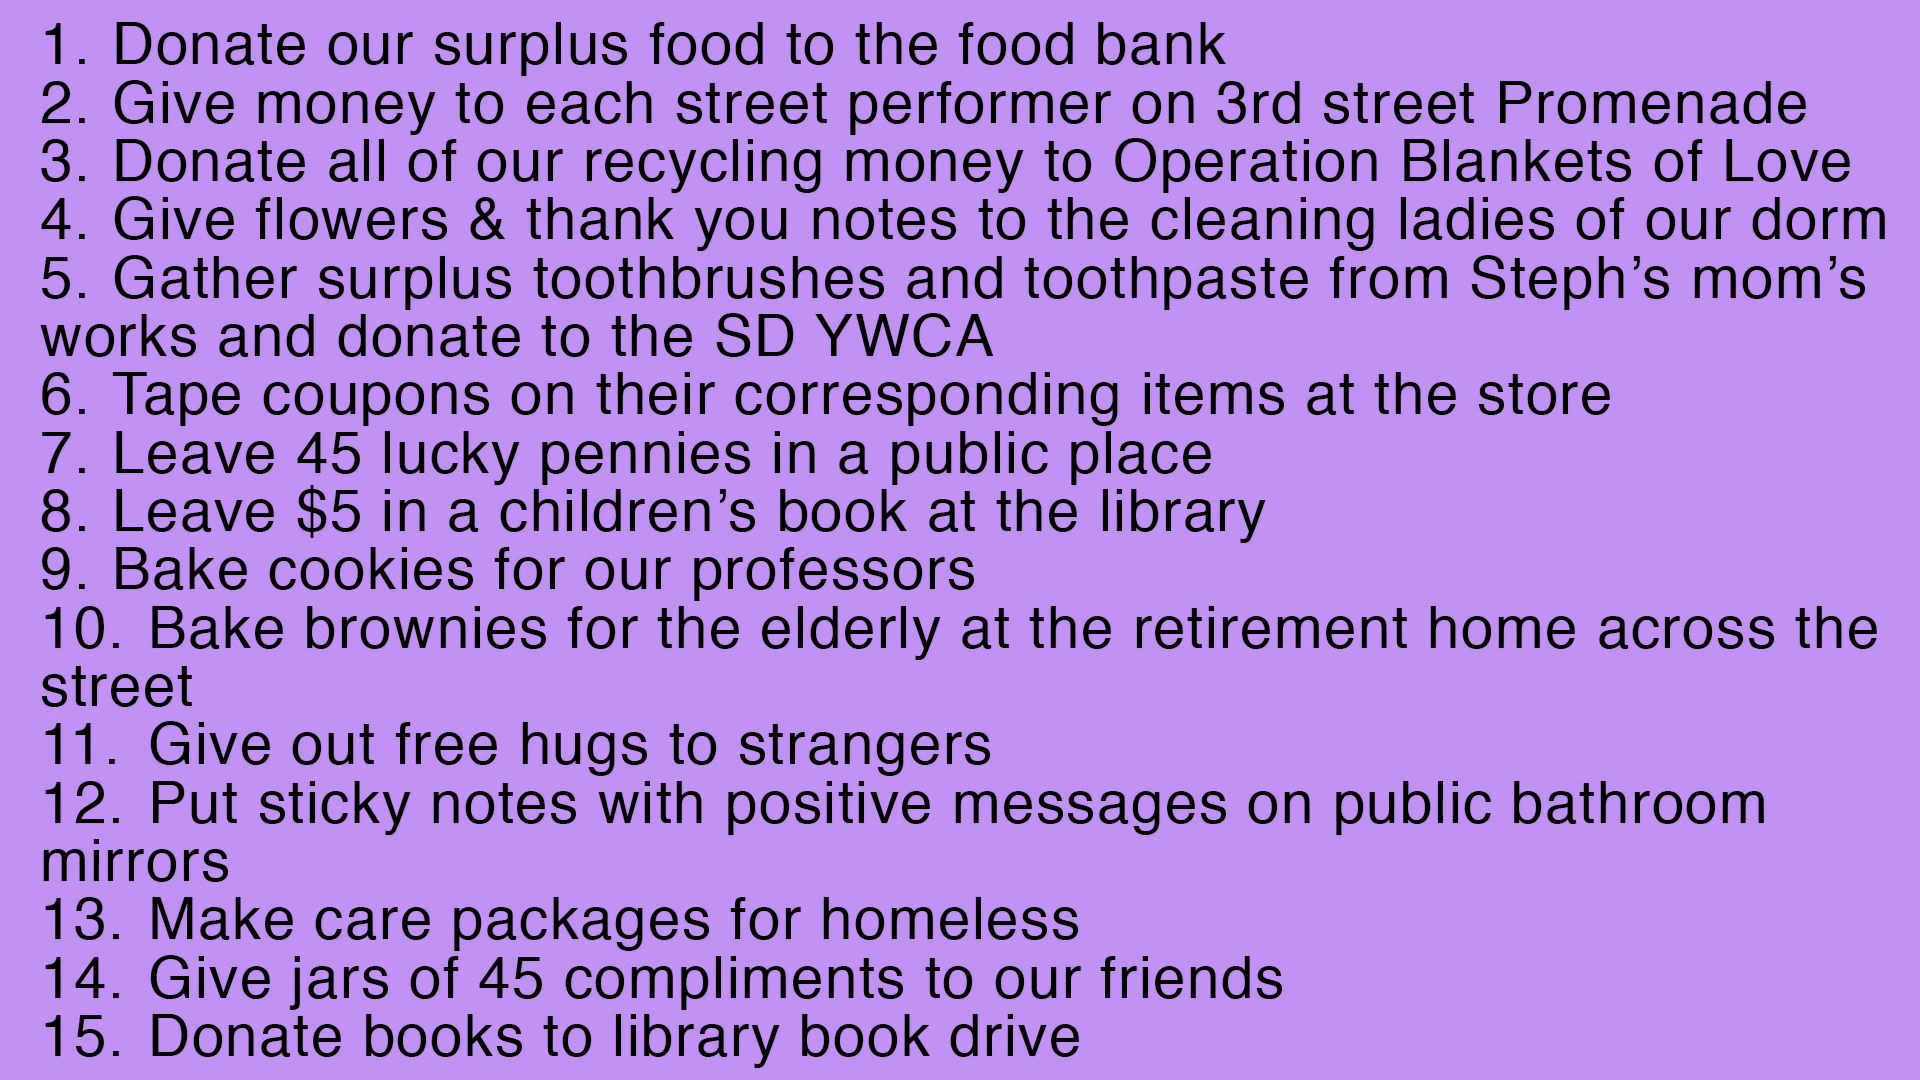 1. Donate our surplus food to the food bank
2. Give money to each street performer on 3rd street Promenade
3. Donate all of our recycling money to Operation Blankets of Love
4. Give flowers & thank you notes to the cleaning ladies of our dorm
5. Gather surplus toothbrushes and toothpaste from Steph’s mom’s
works and donate to the SD YWCA
6. Tape coupons on their corresponding items at the store
7. Leave 45 lucky pennies in a public place
8. Leave $5 in a children’s book at the library
9. Bake cookies for our professors
10. Bake brownies for the elderly at the retirement home across the
street
11. Give out free hugs to strangers
12. Put sticky notes with positive messages on public bathroom
mirrors
13. Make care packages for homeless
14. Give jars of 45 compliments to our friends
15. Donate books to library book drive